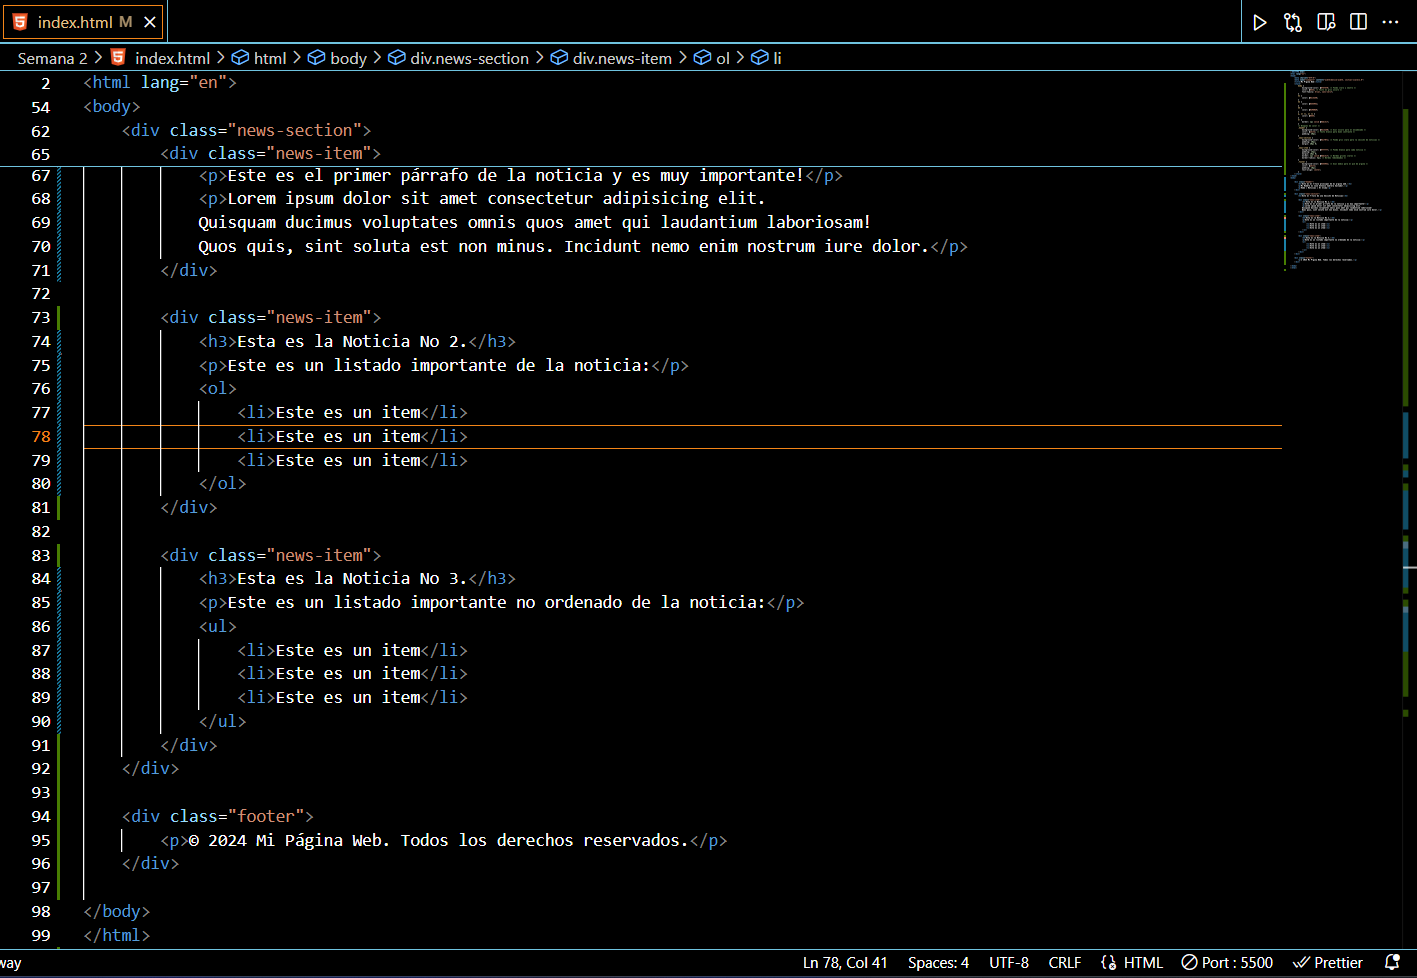 index.html M
Semana 2 > index.html > html > body > div.news-section > div.news-item > ol > li
2 <html lang="en">
54 <body>
62 <div class="news-section">
65 <div class="news-item">
67 <p>Este es el primer párrafo de la noticia y es muy importante!</p>
68 <p>Lorem ipsum dolor sit amet consectetur adipisicing elit.
69 Quisquam ducimus voluptates omnis quos amet qui laudantium laboriosam!
70 Quos quis, sint soluta est non minus. Incidunt nemo enim nostrum iure dolor.</p>
71 </div>
72
73 <div class="news-item">
74 <h3>Esta es la Noticia No 2.</h3>
75 <p>Este es un listado importante de la noticia:</p>
76 <ol>
77 <li>Este es un item</li>
78 <li>Este es un item</li>
79 <li>Este es un item</li>
80 </ol>
81 </div>
82
83 <div class="news-item">
84 <h3>Esta es la Noticia No 3.</h3>
85 <p>Este es un listado importante no ordenado de la noticia:</p>
86 <ul>
87 <li>Este es un item</li>
88 <li>Este es un item</li>
89 <li>Este es un item</li>
90 </ul>
91 </div>
92 </div>
93
94 <div class="footer">
95 <p>© 2024 Mi Página Web. Todos los derechos reservados.</p>
96 </div>
97
98 </body>
99 </html>
way Ln 78, Col 41 Spaces: 4 UTF-8 CRLF {} HTML Port : 5500 Prettier